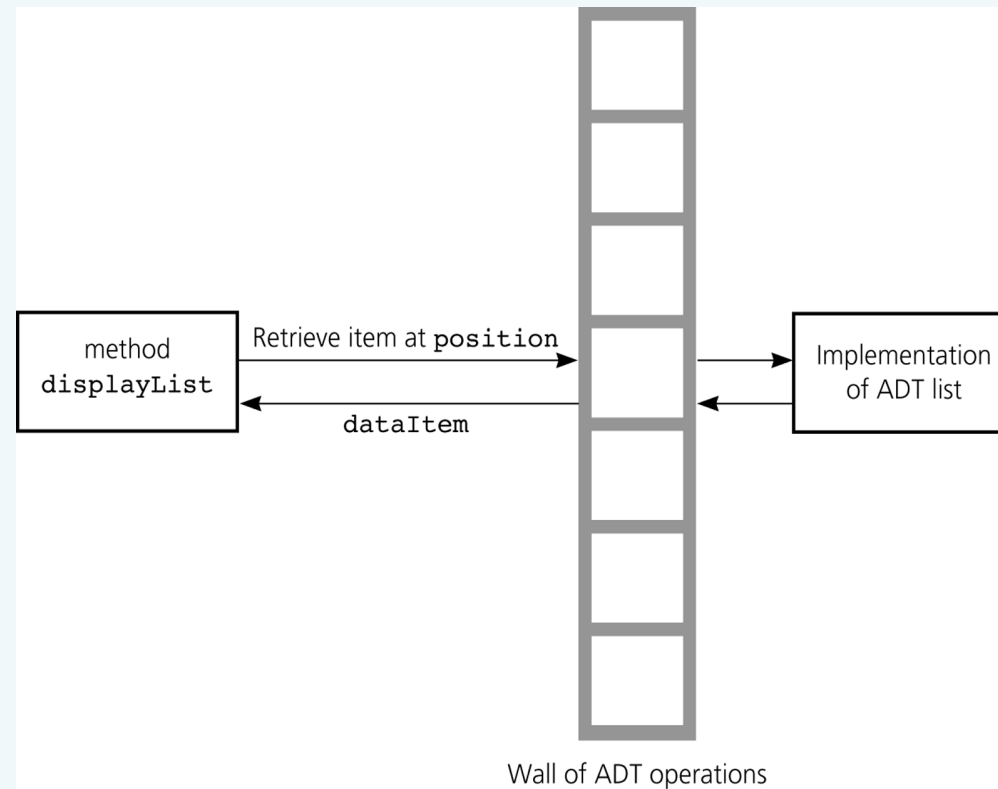 method
displayList
Retrieve item at position
dataItem
Implementation
of ADT list
Wall of ADT operations